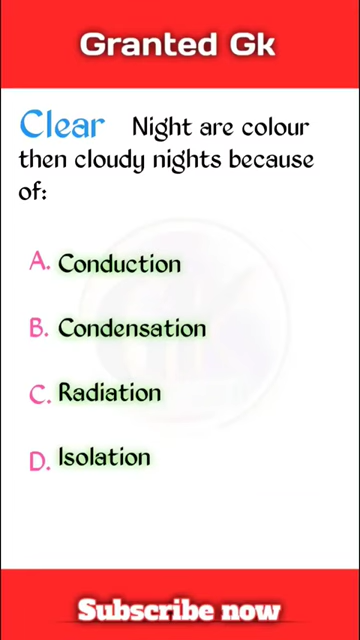 Granted Gk
Clear Night are colour
then cloudy nights because
of:
A. Conduction
B. Condensation
C. Radiation
D. Isolation
Subscribe now